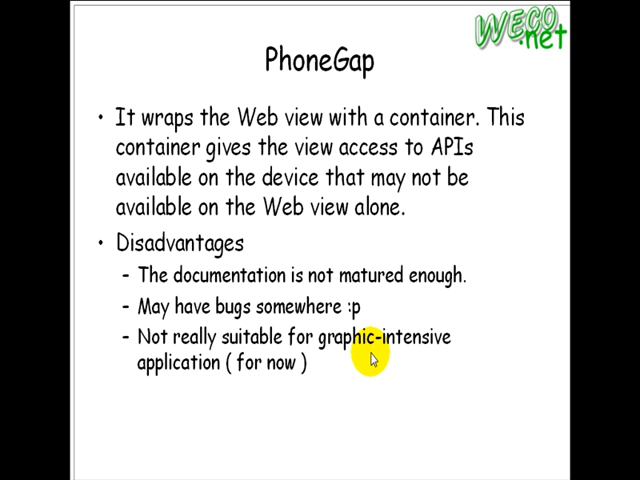 WECO
.net
PhoneGap
• It wraps the Web view with a container. This
container gives the view access to APIs
available on the device that may not be
available on the Web view alone.
• Disadvantages
– The documentation is not matured enough.
– May have bugs somewhere :p
– Not really suitable for graphic-intensive
application ( for now )